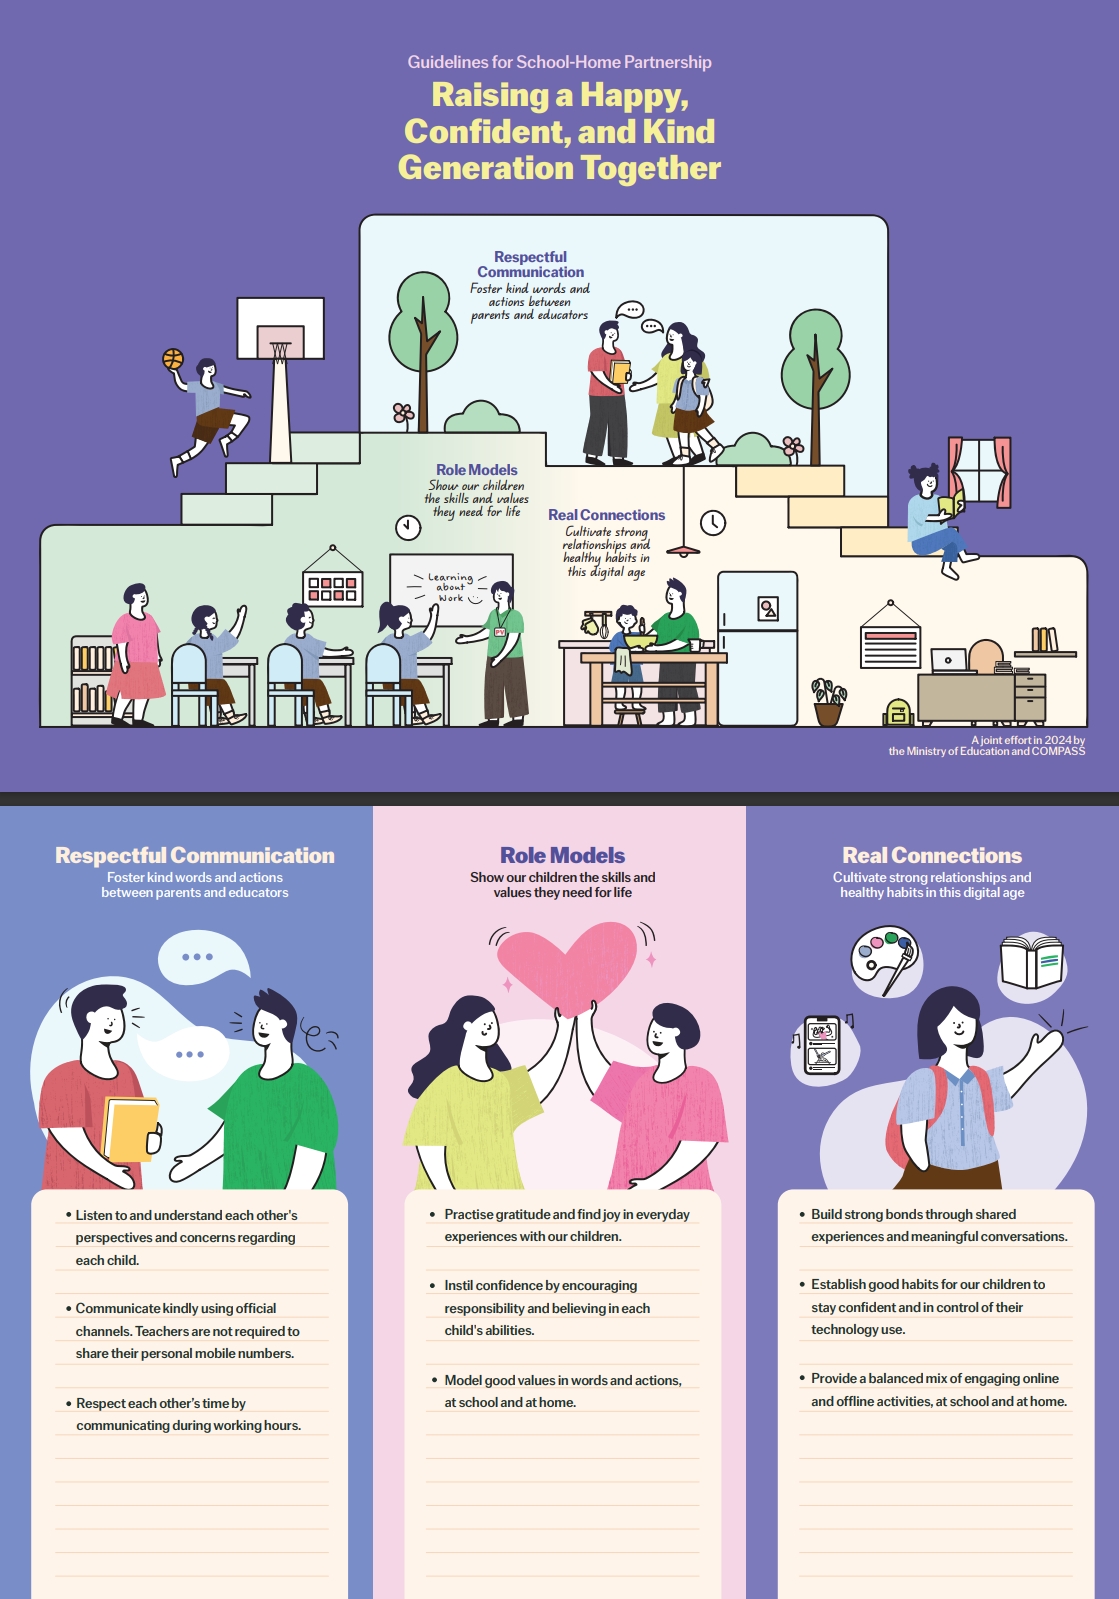 Guidelines for School-Home Partnership
Raising a Happy,
Confident, and Kind
Generation Together
Respectful
Communication
Foster kind words and
actions between
parents and educators
Role Models
Show our children
the skills and values
they need for life
Real Connections
Cultivate strong
relationships and
healthy habits in
this digital age
Learning
about
Work
PV
A joint effort in 2024 by
the Ministry of Education and COMPASS
Respectful Communication
Foster kind words and actions
between parents and educators
• Listen to and understand each other's
perspectives and concerns regarding
each child.
• Communicate kindly using official
channels. Teachers are not required to
share their personal mobile numbers.
• Respect each other's time by
communicating during working hours.
Role Models
Show our children the skills and
values they need for life
• Practise gratitude and find joy in everyday
experiences with our children.
• Instil confidence by encouraging
responsibility and believing in each
child's abilities.
• Model good values in words and actions,
at school and at home.
Real Connections
Cultivate strong relationships and
healthy habits in this digital age
• Build strong bonds through shared
experiences and meaningful conversations.
• Establish good habits for our children to
stay confident and in control of their
technology use.
• Provide a balanced mix of engaging online
and offline activities, at school and at home.